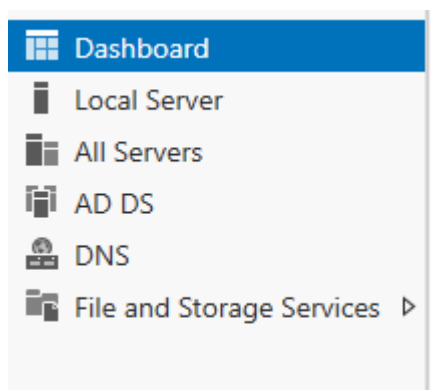 Dashboard
Local Server
All Servers
AD DS
DNS
File and Storage Services